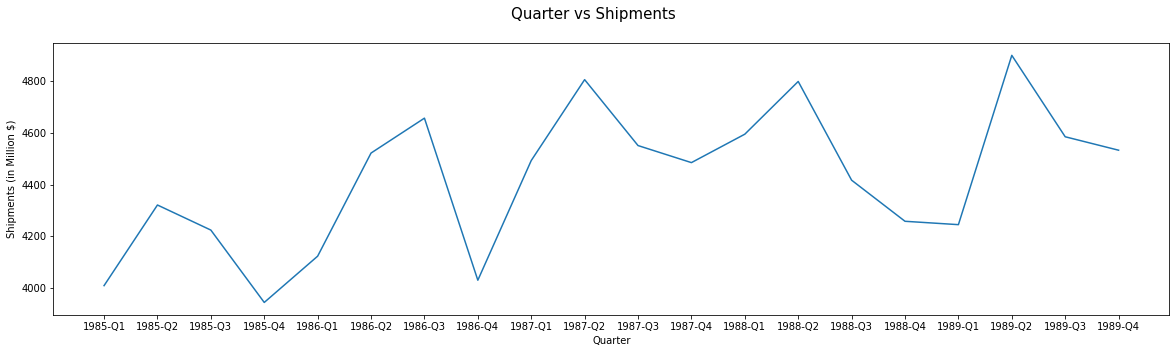 Quarter vs Shipments
Shipments (in Million $)
4800
4600
4400
4200
4000
1985-Q1 1985-Q2 1985-Q3 1985-Q4 1986-Q1 1986-Q2 1986-Q3 1986-Q4 1987-Q1 1987-Q2 1987-Q3 1987-Q4 1988-Q1 1988-Q2 1988-Q3 1988-Q4 1989-Q1 1989-Q2 1989-Q3 1989-Q4
Quarter